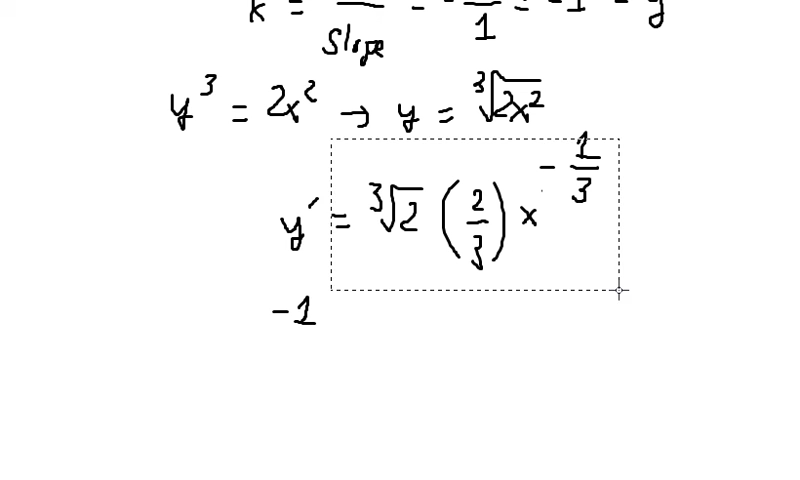 k = — = - — = -1 = y'
slope 1
y³ = 2x² → y = ∛(2x²)
y′ = ∛2 (2/3) x^(-1/3)
-1